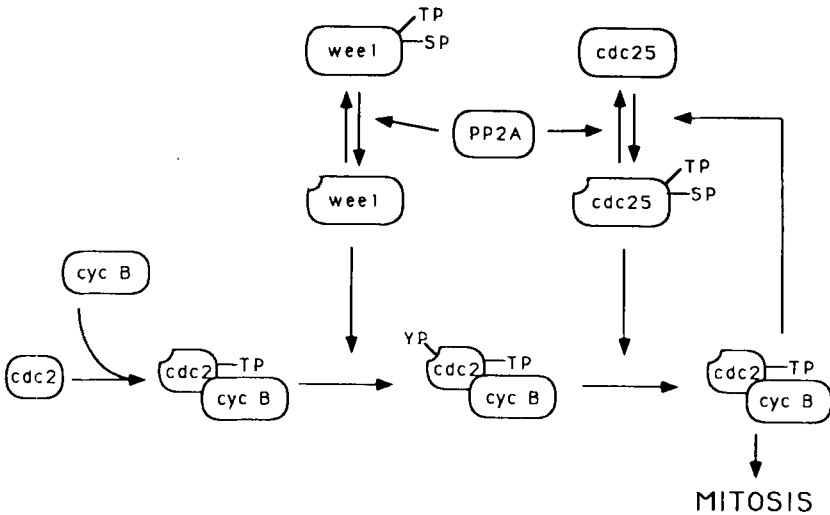 TP
wee1
SP
cdc25
PP2A
wee1
TP
cdc25
SP
cyc B
YP
cdc2
cdc2
TP
cdc2
TP
cdc2
TP
cyc B
cyc B
cyc B
MITOSIS